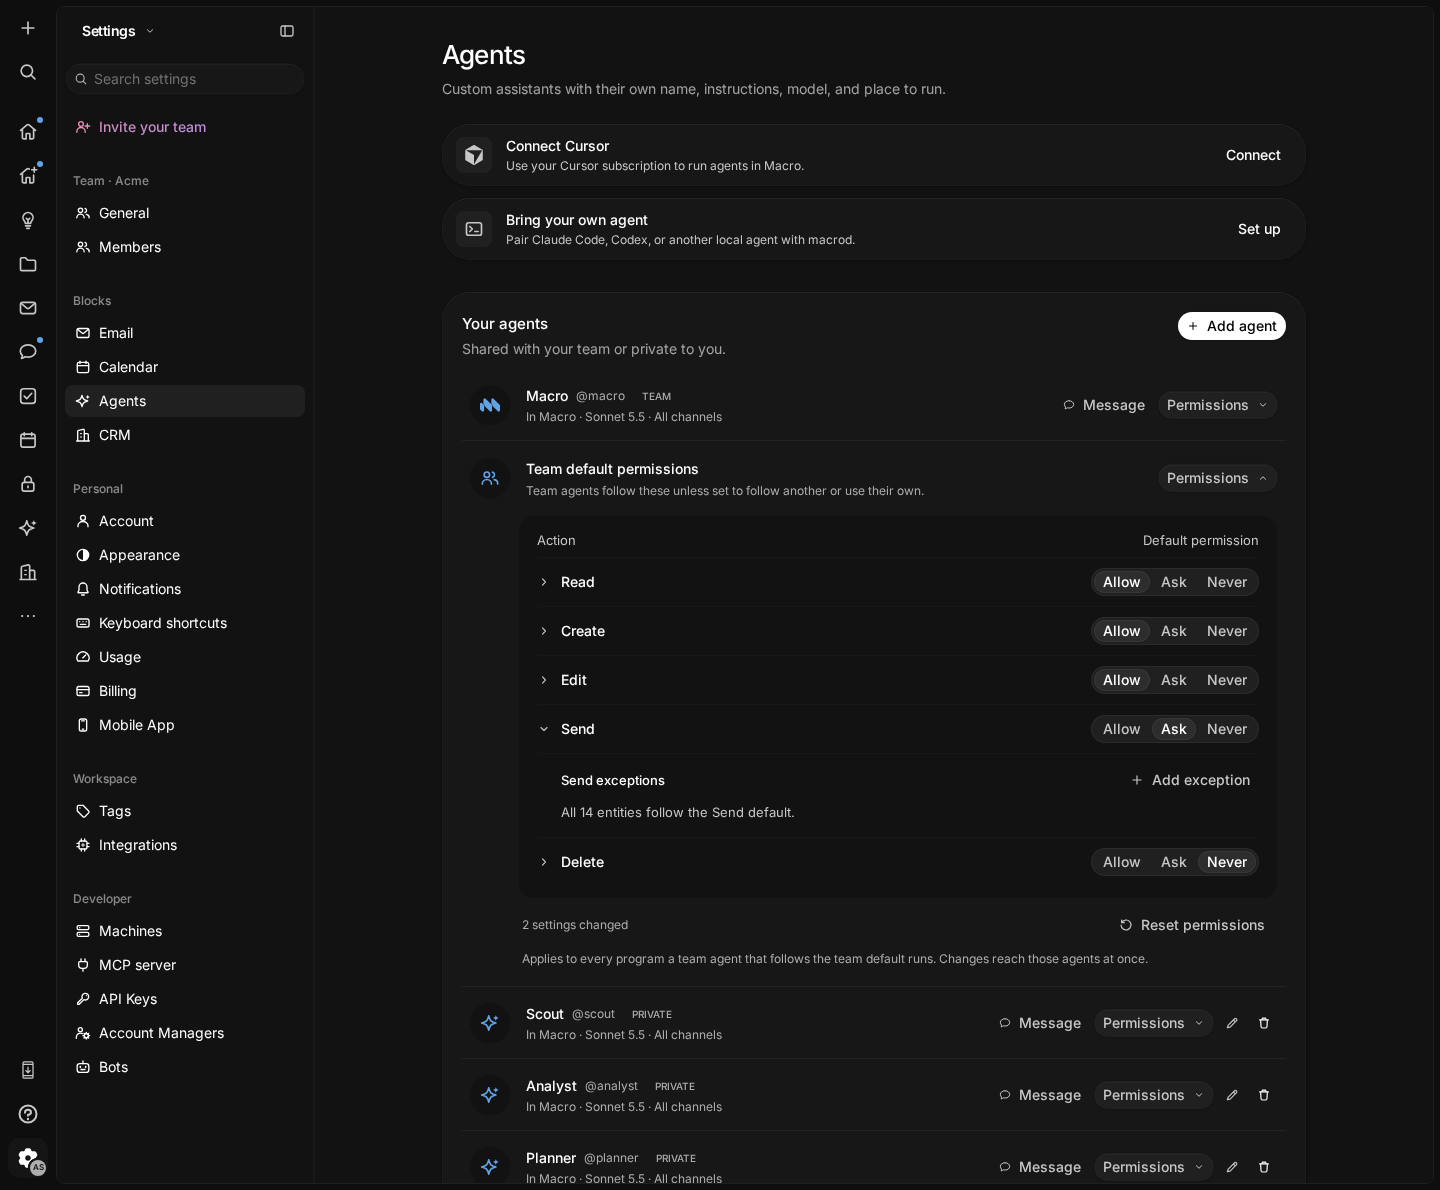 Settings
Search settings
Invite your team
Team · Acme
General
Members
Blocks
Email
Calendar
Agents
CRM
Personal
Account
Appearance
Notifications
Keyboard shortcuts
Usage
Billing
Mobile App
Workspace
Tags
Integrations
Developer
Machines
MCP server
API Keys
Account Managers
Bots
AS
Agents
Custom assistants with their own name, instructions, model, and place to run.
Connect Cursor
Use your Cursor subscription to run agents in Macro.
Connect
Bring your own agent
Pair Claude Code, Codex, or another local agent with macrod.
Set up
Your agents
Shared with your team or private to you.
Add agent
Macro @macro TEAM
In Macro · Sonnet 5.5 · All channels
Message Permissions
Team default permissions
Team agents follow these unless set to follow another or use their own.
Permissions
Action Default permission
Read Allow Ask Never
Create Allow Ask Never
Edit Allow Ask Never
Send Allow Ask Never
Send exceptions Add exception
All 14 entities follow the Send default.
Delete Allow Ask Never
2 settings changed Reset permissions
Applies to every program a team agent that follows the team default runs. Changes reach those agents at once.
Scout @scout PRIVATE
In Macro · Sonnet 5.5 · All channels
Message Permissions
Analyst @analyst PRIVATE
In Macro · Sonnet 5.5 · All channels
Message Permissions
Planner @planner PRIVATE
In Macro · Sonnet 5.5 · All channels
Message Permissions